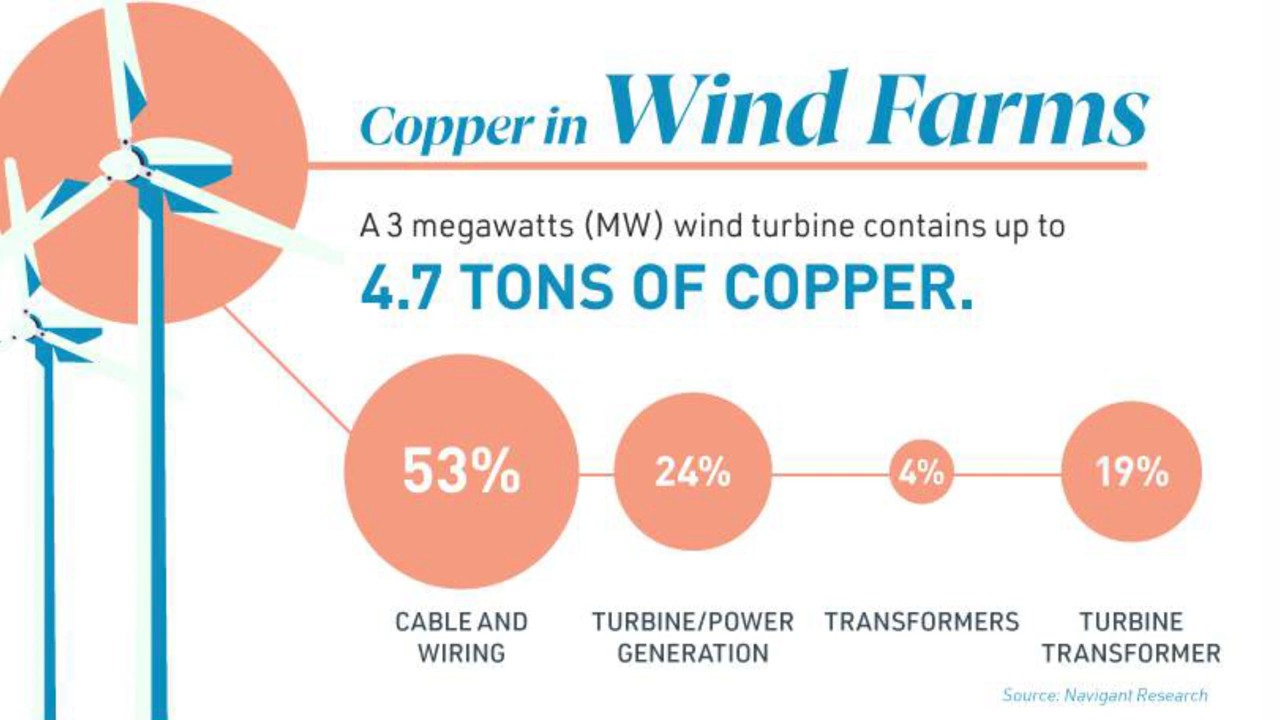 Copper in Wind Farms
A 3 megawatts (MW) wind turbine contains up to
4.7 TONS OF COPPER.
53%
24%
4%
19%
CABLE AND
WIRING
TURBINE/POWER
GENERATION
TRANSFORMERS
TURBINE
TRANSFORMER
Source: Navigant Research